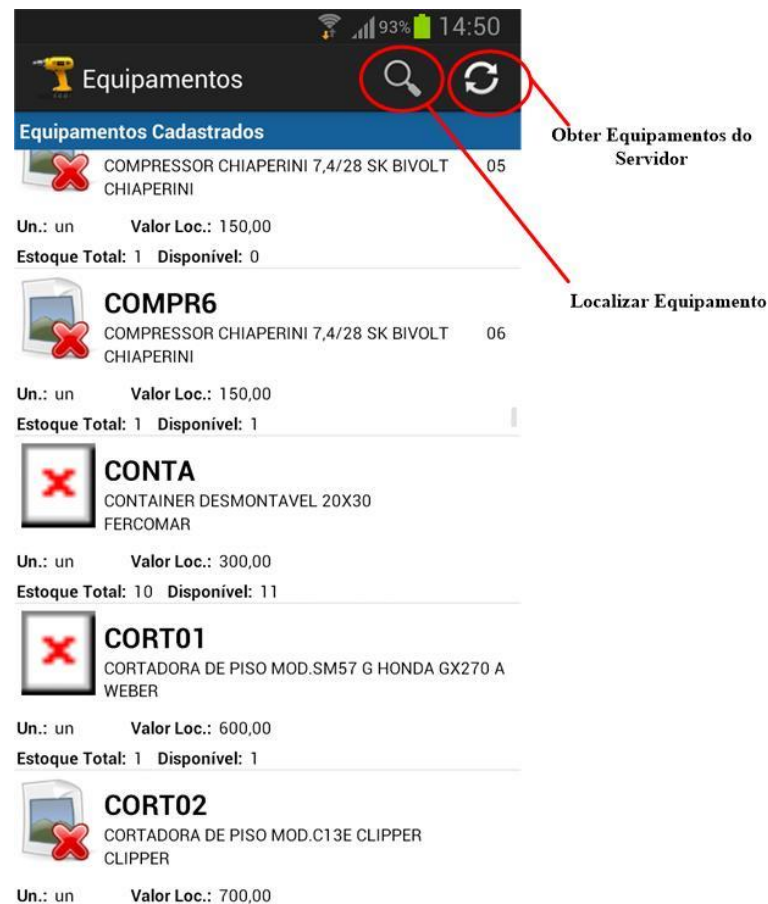 93% 14:50
Equipamentos
Equipamentos Cadastrados
Obter Equipamentos do
Servidor
COMPRESSOR CHIAPERINI 7,4/28 SK BIVOLT 05
CHIAPERINI
Un.: un Valor Loc.: 150,00
Estoque Total: 1 Disponível: 0
Localizar Equipamento
COMPR6
COMPRESSOR CHIAPERINI 7,4/28 SK BIVOLT 06
CHIAPERINI
Un.: un Valor Loc.: 150,00
Estoque Total: 1 Disponível: 1
CONTA
CONTAINER DESMONTAVEL 20X30
FERCOMAR
Un.: un Valor Loc.: 300,00
Estoque Total: 10 Disponível: 11
CORT01
CORTADORA DE PISO MOD.SM57 G HONDA GX270 A
WEBER
Un.: un Valor Loc.: 600,00
Estoque Total: 1 Disponível: 1
CORT02
CORTADORA DE PISO MOD.C13E CLIPPER
CLIPPER
Un.: un Valor Loc.: 700,00